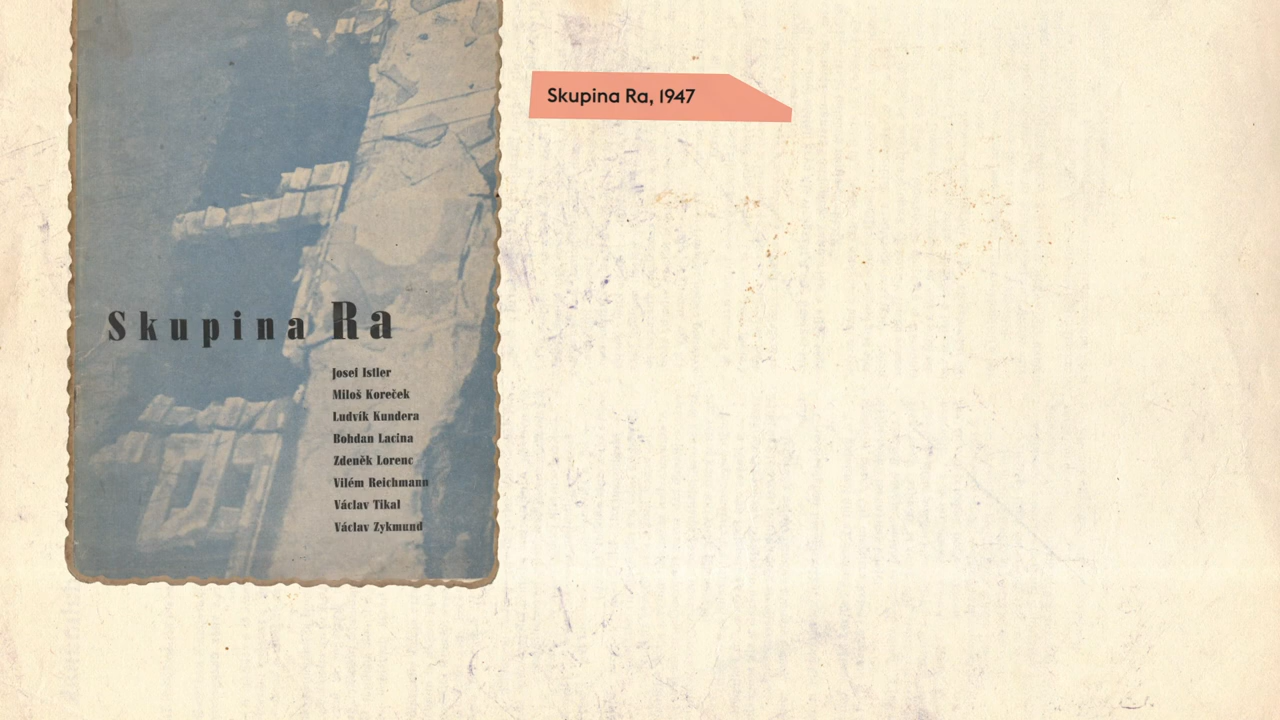 Skupina Ra, 1947
Skupina Ra
Josef Istler
Miloš Koreček
Ludvík Kundera
Bohdan Lacina
Zdeněk Lorenc
Vilém Reichmann
Václav Tikal
Václav Zykmund